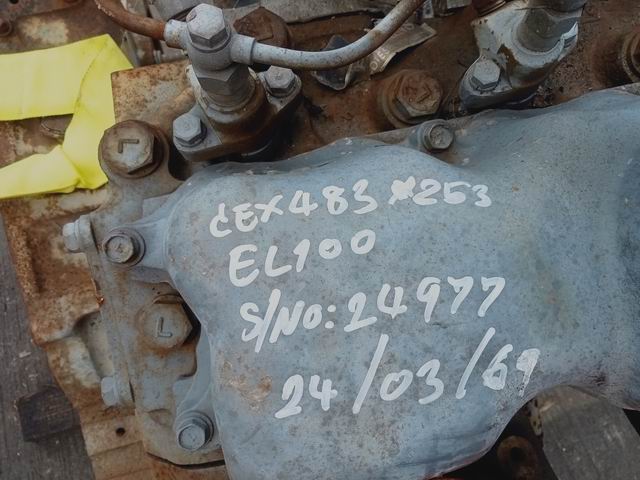 CEX483 X253
EL100
S/NO: 24977
24/03/69
L
L